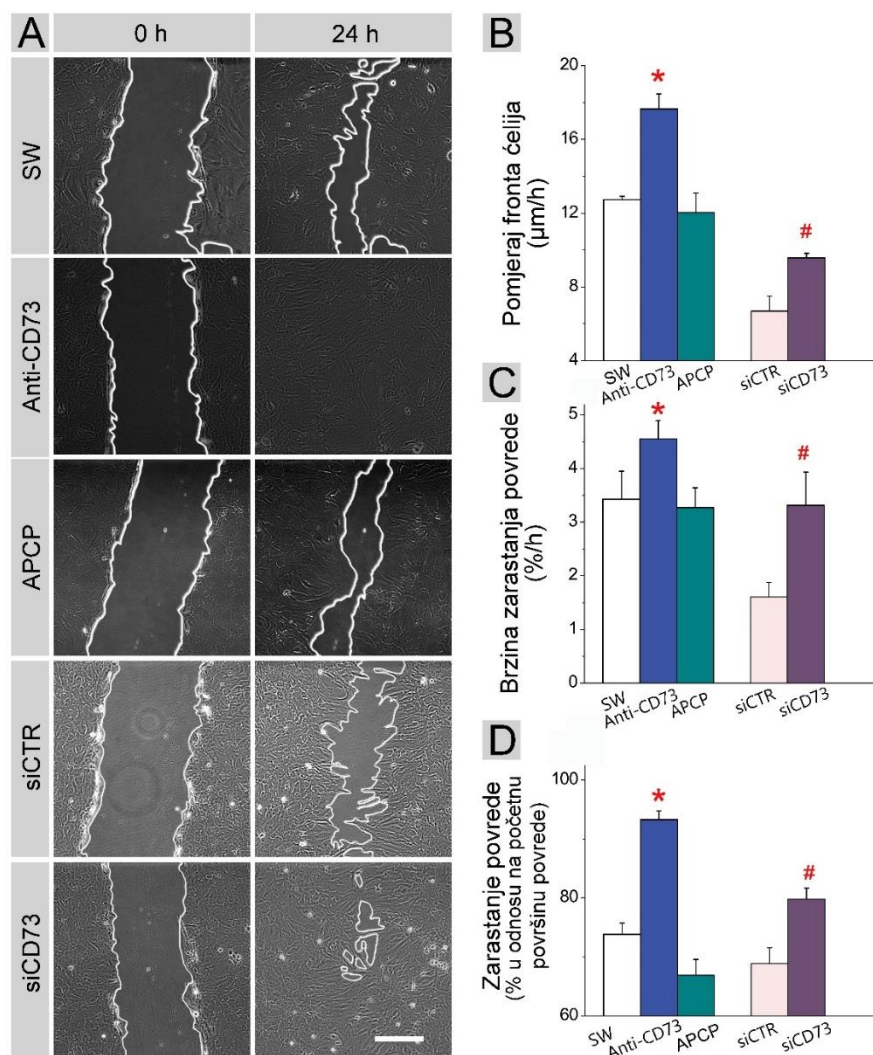 A
0 h
24 h
SW
Anti-CD73
APCP
siCTR
siCD73
B
Pomjeraj fronta ćelija
(µm/h)
20
16
12
8
4
*
#
SW
Anti-CD73
APCP
siCTR
siCD73
C
Brzina zarastanja povrede
(%/h)
5
4
3
2
1
0
*
#
SW
Anti-CD73
APCP
siCTR
siCD73
D
Zarastanje povrede
(% u odnosu na početnu
površinu povrede)
100
80
60
*
#
SW
Anti-CD73
APCP
siCTR
siCD73